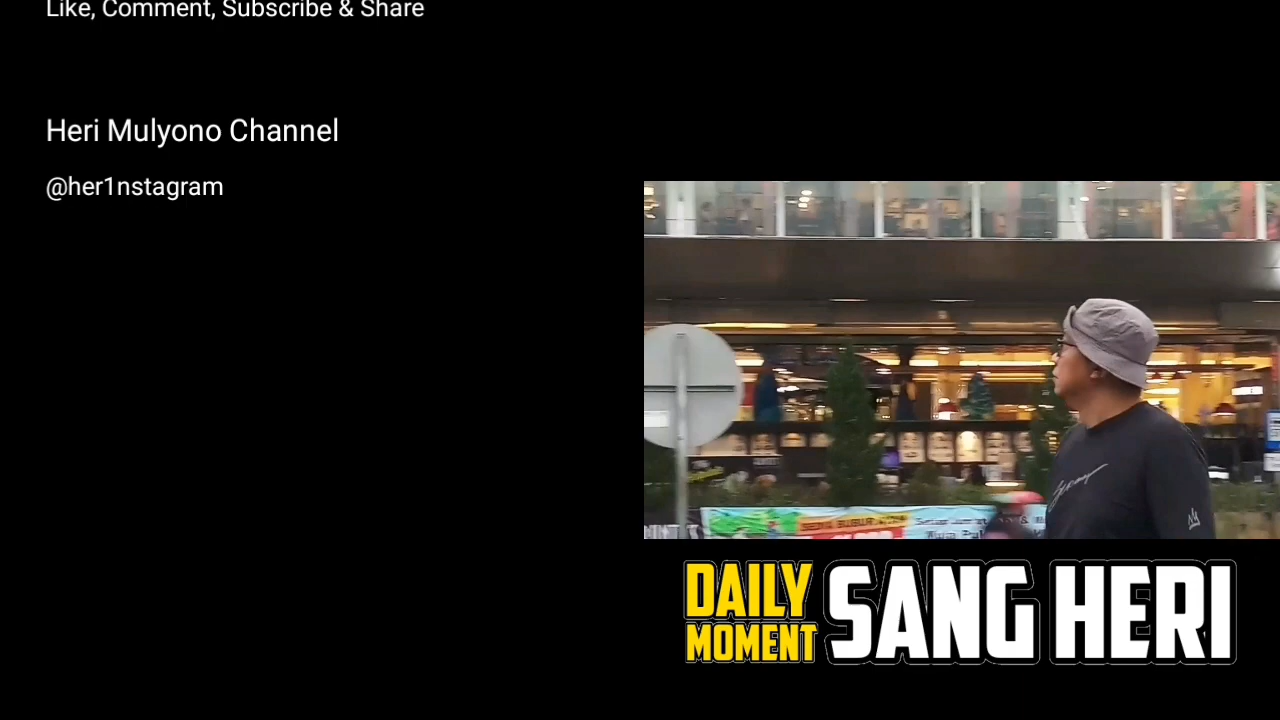 Like, Comment, Subscribe & Share
Heri Mulyono Channel
@her1nstagram
DAILY
MOMENT
SANG HERI